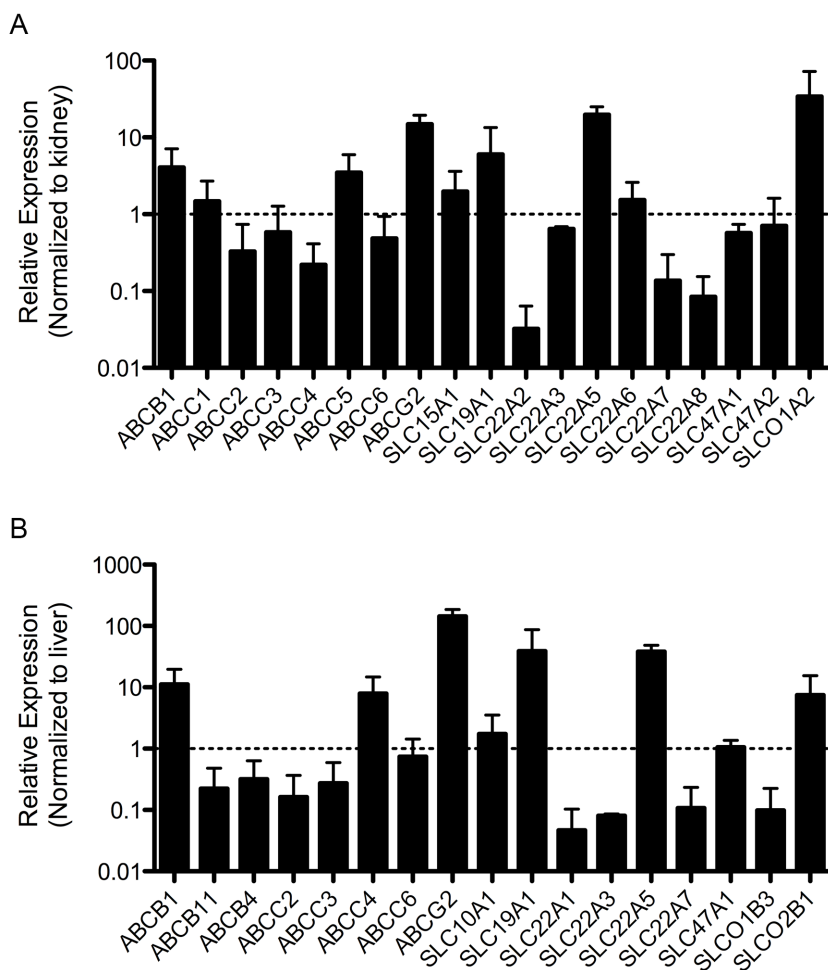 A
Relative Expression
(Normalized to kidney)
100
10
1
0.1
0.01
ABCB1
ABCC1
ABCC2
ABCC3
ABCC4
ABCC5
ABCC6
ABCG2
SLC15A1
SLC19A1
SLC22A2
SLC22A3
SLC22A5
SLC22A6
SLC22A7
SLC22A8
SLC47A1
SLC47A2
SLCO1A2
B
Relative Expression
(Normalized to liver)
1000
100
10
1
0.1
0.01
ABCB1
ABCB11
ABCB4
ABCC2
ABCC3
ABCC4
ABCC6
ABCG2
SLC10A1
SLC19A1
SLC22A1
SLC22A3
SLC22A5
SLC22A7
SLC47A1
SLCO1B3
SLCO2B1